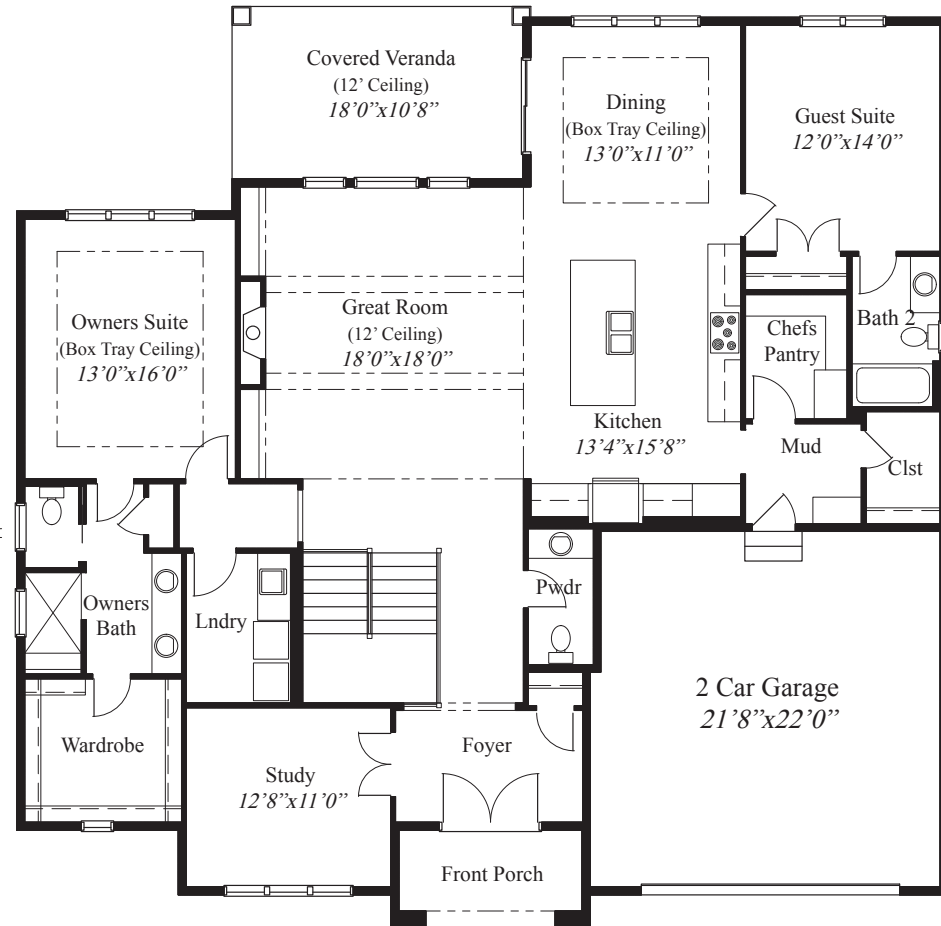 Covered Veranda
(12' Ceiling)
18'0”x10'8”
Dining
(Box Tray Ceiling)
13'0”x11'0”
Guest Suite
12'0”x14'0”
Owners Suite
(Box Tray Ceiling)
13'0”x16'0”
Great Room
(12' Ceiling)
18'0”x18'0”
Chefs
Pantry
Bath 2
Kitchen
13'4”x15'8”
Mud
Clst
Owners
Bath
Lndry
Pwdr
2 Car Garage
21'8”x22'0”
Wardrobe
Study
12'8”x11'0”
Foyer
Front Porch